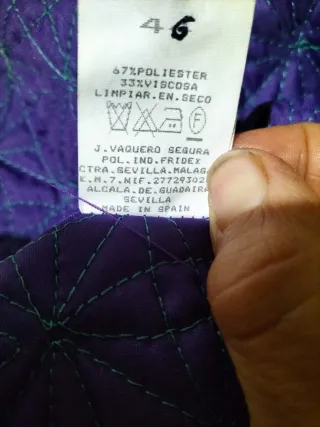 46
67%POLIESTER
33%VISCOSA
LIMPIAR.EN.SECO
F
J.VAQUERO SEGURA
POL.IND.FRIDEX
CTRA.SEVILLA.MALAGA
E.M.7.NIF.2772930
ALCALA.DE.GUADAIRA
SEVILLA
MADE IN SPAIN